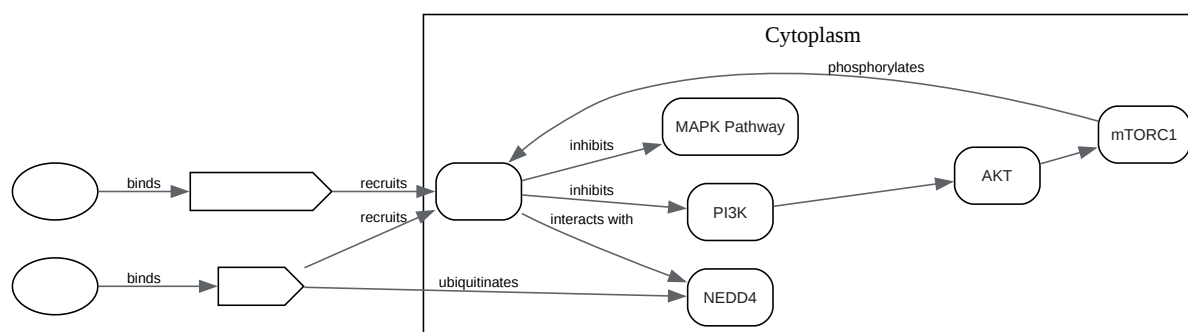 Cytoplasm
phosphorylates
MAPK Pathway
mTORC1
inhibits
AKT
binds
recruits
inhibits
PI3K
recruits
interacts with
binds
ubiquitinates
NEDD4